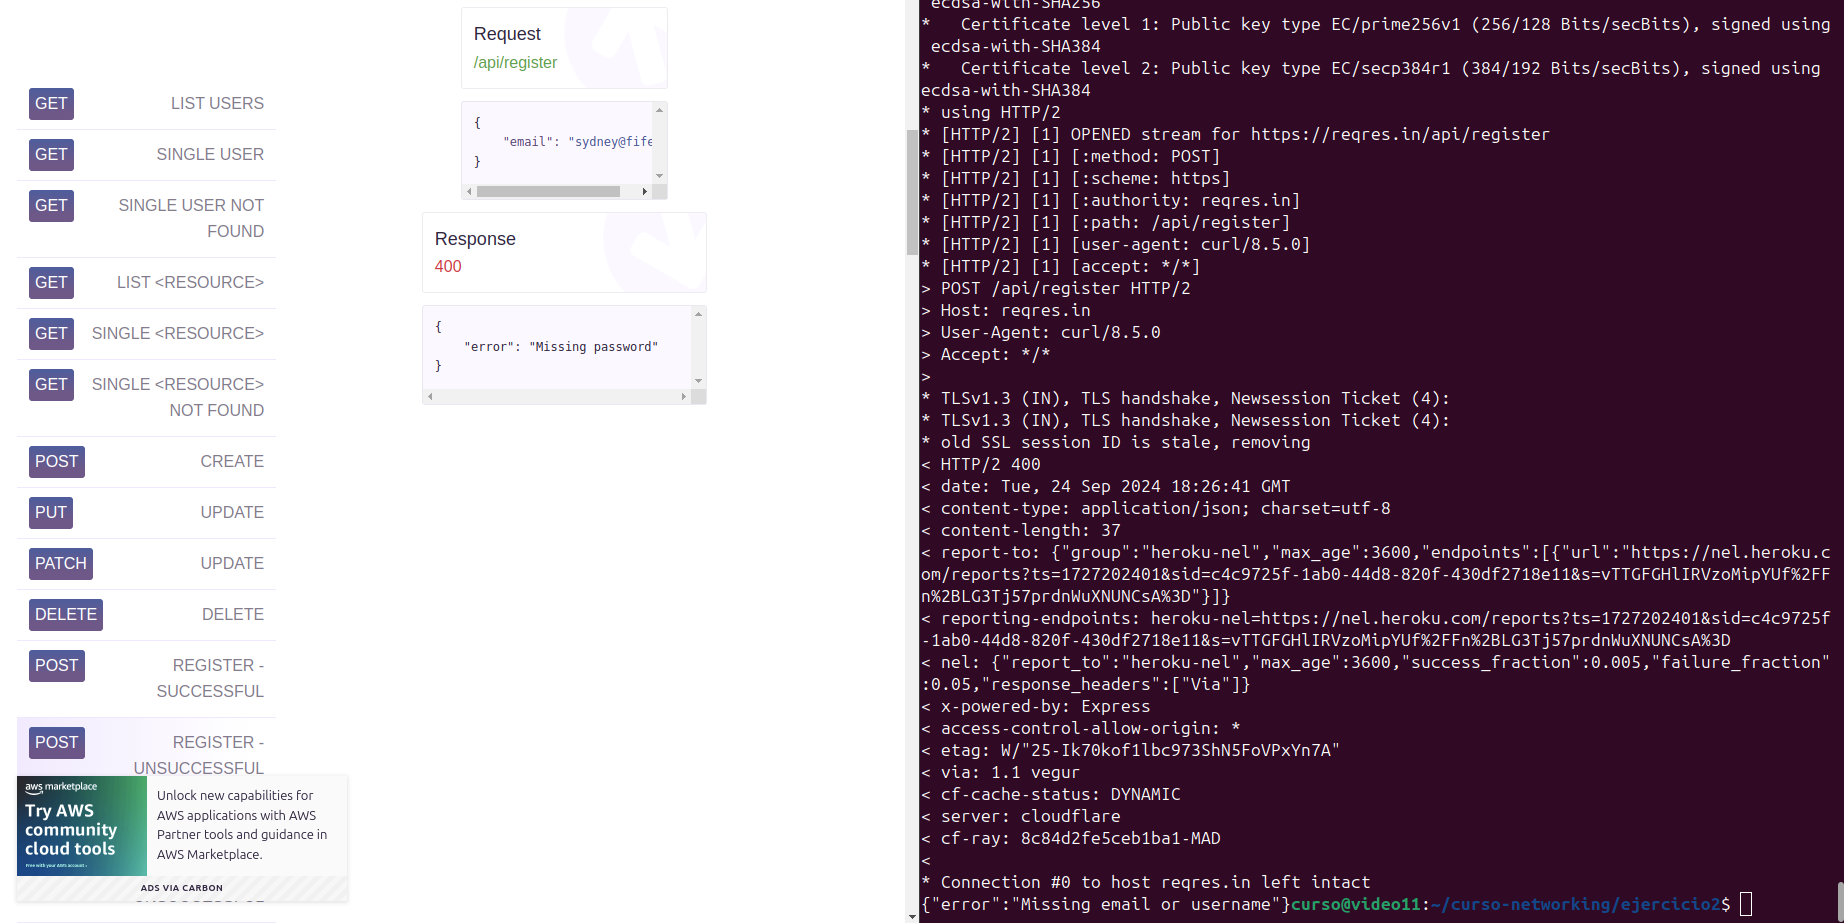 GET LIST USERS
GET SINGLE USER
GET SINGLE USER NOT
FOUND
GET LIST <RESOURCE>
GET SINGLE <RESOURCE>
GET SINGLE <RESOURCE>
NOT FOUND
POST CREATE
PUT UPDATE
PATCH UPDATE
DELETE DELETE
POST REGISTER -
SUCCESSFUL
POST REGISTER -
UNSUCCESSFUL
aws marketplace
Try AWS
community
cloud tools
Free with your AWS account ›
Unlock new capabilities for
AWS applications with AWS
Partner tools and guidance in
AWS Marketplace.
ADS VIA CARBON
Request
/api/register
{
"email": "sydney@fife
}
Response
400
{
"error": "Missing password"
}
ecdsa-with-SHA256
*   Certificate level 1: Public key type EC/prime256v1 (256/128 Bits/secBits), signed using
ecdsa-with-SHA384
*   Certificate level 2: Public key type EC/secp384r1 (384/192 Bits/secBits), signed using
ecdsa-with-SHA384
* using HTTP/2
* [HTTP/2] [1] OPENED stream for https://reqres.in/api/register
* [HTTP/2] [1] [:method: POST]
* [HTTP/2] [1] [:scheme: https]
* [HTTP/2] [1] [:authority: reqres.in]
* [HTTP/2] [1] [:path: /api/register]
* [HTTP/2] [1] [user-agent: curl/8.5.0]
* [HTTP/2] [1] [accept: */*]
> POST /api/register HTTP/2
> Host: reqres.in
> User-Agent: curl/8.5.0
> Accept: */*
>
* TLSv1.3 (IN), TLS handshake, Newsession Ticket (4):
* TLSv1.3 (IN), TLS handshake, Newsession Ticket (4):
* old SSL session ID is stale, removing
< HTTP/2 400
< date: Tue, 24 Sep 2024 18:26:41 GMT
< content-type: application/json; charset=utf-8
< content-length: 37
< report-to: {"group":"heroku-nel","max_age":3600,"endpoints":[{"url":"https://nel.heroku.c
om/reports?ts=1727202401&sid=c4c9725f-1ab0-44d8-820f-430df2718e11&s=vTTGFGHlIRVzoMipYUf%2FF
n%2BLG3Tj57prdnWuXNUNCsA%3D"}]}
< reporting-endpoints: heroku-nel=https://nel.heroku.com/reports?ts=1727202401&sid=c4c9725f
-1ab0-44d8-820f-430df2718e11&s=vTTGFGHlIRVzoMipYUf%2FFn%2BLG3Tj57prdnWuXNUNCsA%3D
< nel: {"report_to":"heroku-nel","max_age":3600,"success_fraction":0.005,"failure_fraction"
:0.05,"response_headers":["Via"]}
< x-powered-by: Express
< access-control-allow-origin: *
< etag: W/"25-Ik70kof1lbc973ShN5FoVPxYn7A"
< via: 1.1 vegur
< cf-cache-status: DYNAMIC
< server: cloudflare
< cf-ray: 8c84d2fe5ceb1ba1-MAD
<
* Connection #0 to host reqres.in left intact
{"error":"Missing email or username"}curso@video11:~/curso-networking/ejercicio2$